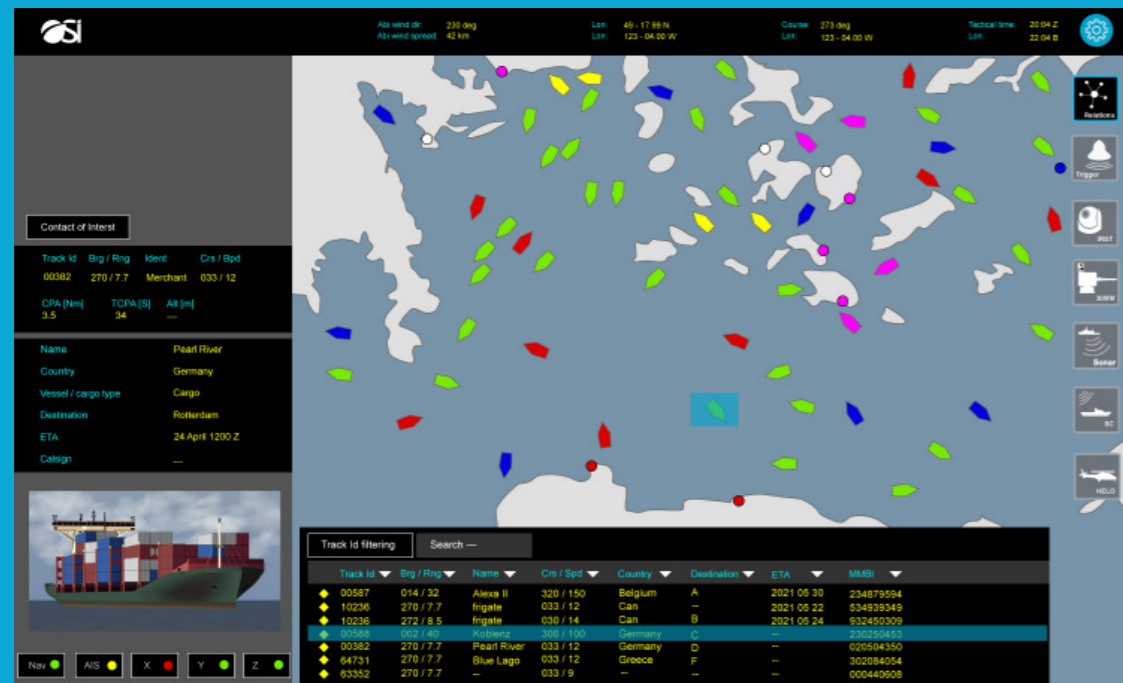 OSI
Abi wind dir: 230 deg Lon: 49 - 17.99 N Course: 273 deg Tactical time: 20:04 Z
Abi wind spread: 42 km Lon: 123 - 04.00 W Lon: 123 - 04.00 W Lon: 22:04 B
Relations
Trigger
30MM
Sonar
SC
HELO
Contact of Interst
Track Id Brg / Rng Ident Crs / Bpd
00382 270 / 7.7 Merchant 033 / 12
CPA [Nm] TCPA [S] Alt [m]
3.5 34 ---
Name Pearl River
Country Germany
Vessel / cargo type Cargo
Destination Rotterdam
ETA 24 April 1200 Z
Calsign ---
Nav AIS X Y Z
Track Id filtering Search ---
Track Id Brg / Rng Name Crs / Spd Country Destination ETA MMBI
00587 014 / 32 Alexa II 320 / 150 Belgium A 2021 05 30 234879594
10236 270 / 7.7 frigate 033 / 12 Can -- 2021 05 22 534939349
10236 272 / 8.5 frigate 030 / 14 Can B 2021 05 24 932450309
00588 002 / 40 Koblenz 300 / 100 Germany C -- 230250453
00382 270 / 7.7 Pearl River 033 / 12 Germany D -- 020504350
64731 270 / 7.7 Blue Lago 033 / 12 Greece F -- 302084054
63352 270 / 7.7 -- 033 / 9 -- -- -- 000440608